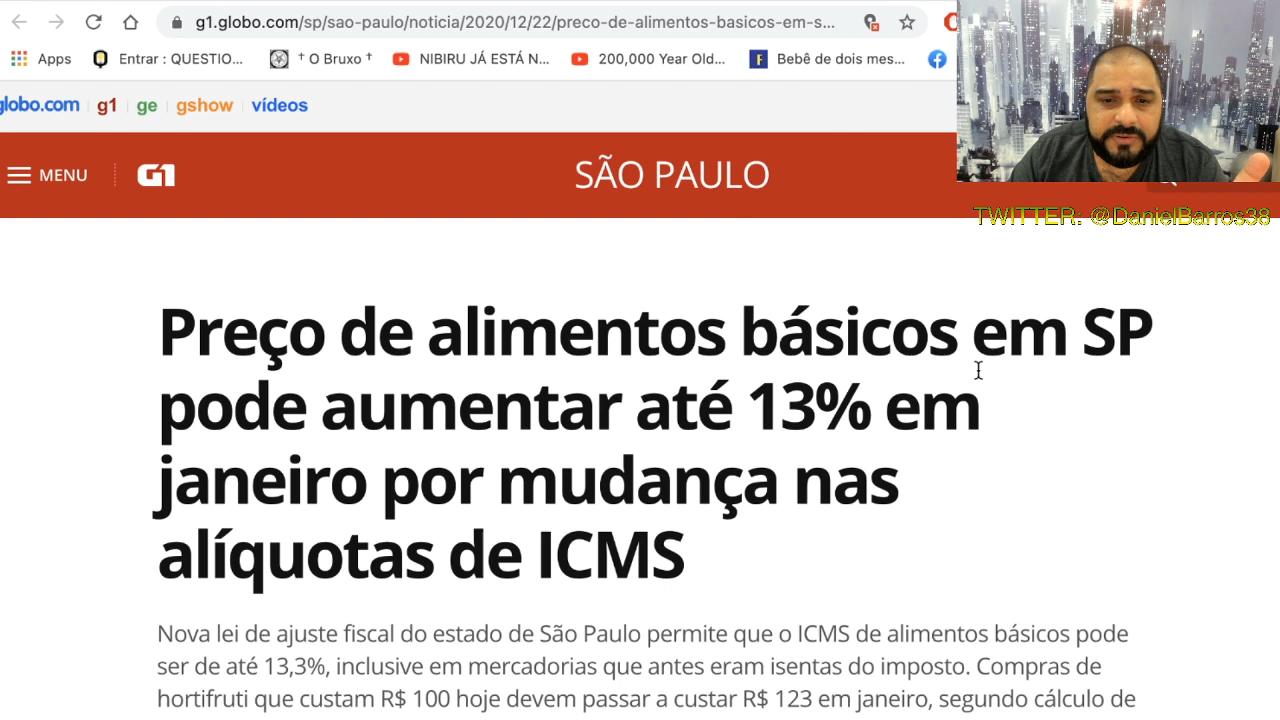 g1.globo.com/sp/sao-paulo/noticia/2020/12/22/preco-de-alimentos-basicos-em-s...
Apps Entrar : QUESTIO... † O Bruxo † NIBIRU JÁ ESTÁ N... 200,000 Year Old... Bebê de dois mes...
globo.com g1 ge gshow vídeos
MENU G1 SÃO PAULO
TWITTER: @DanielBarros38
Preço de alimentos básicos em SP
pode aumentar até 13% em
janeiro por mudança nas
alíquotas de ICMS
Nova lei de ajuste fiscal do estado de São Paulo permite que o ICMS de alimentos básicos pode
ser de até 13,3%, inclusive em mercadorias que antes eram isentas do imposto. Compras de
hortifruti que custam R$ 100 hoje devem passar a custar R$ 123 em janeiro, segundo cálculo de